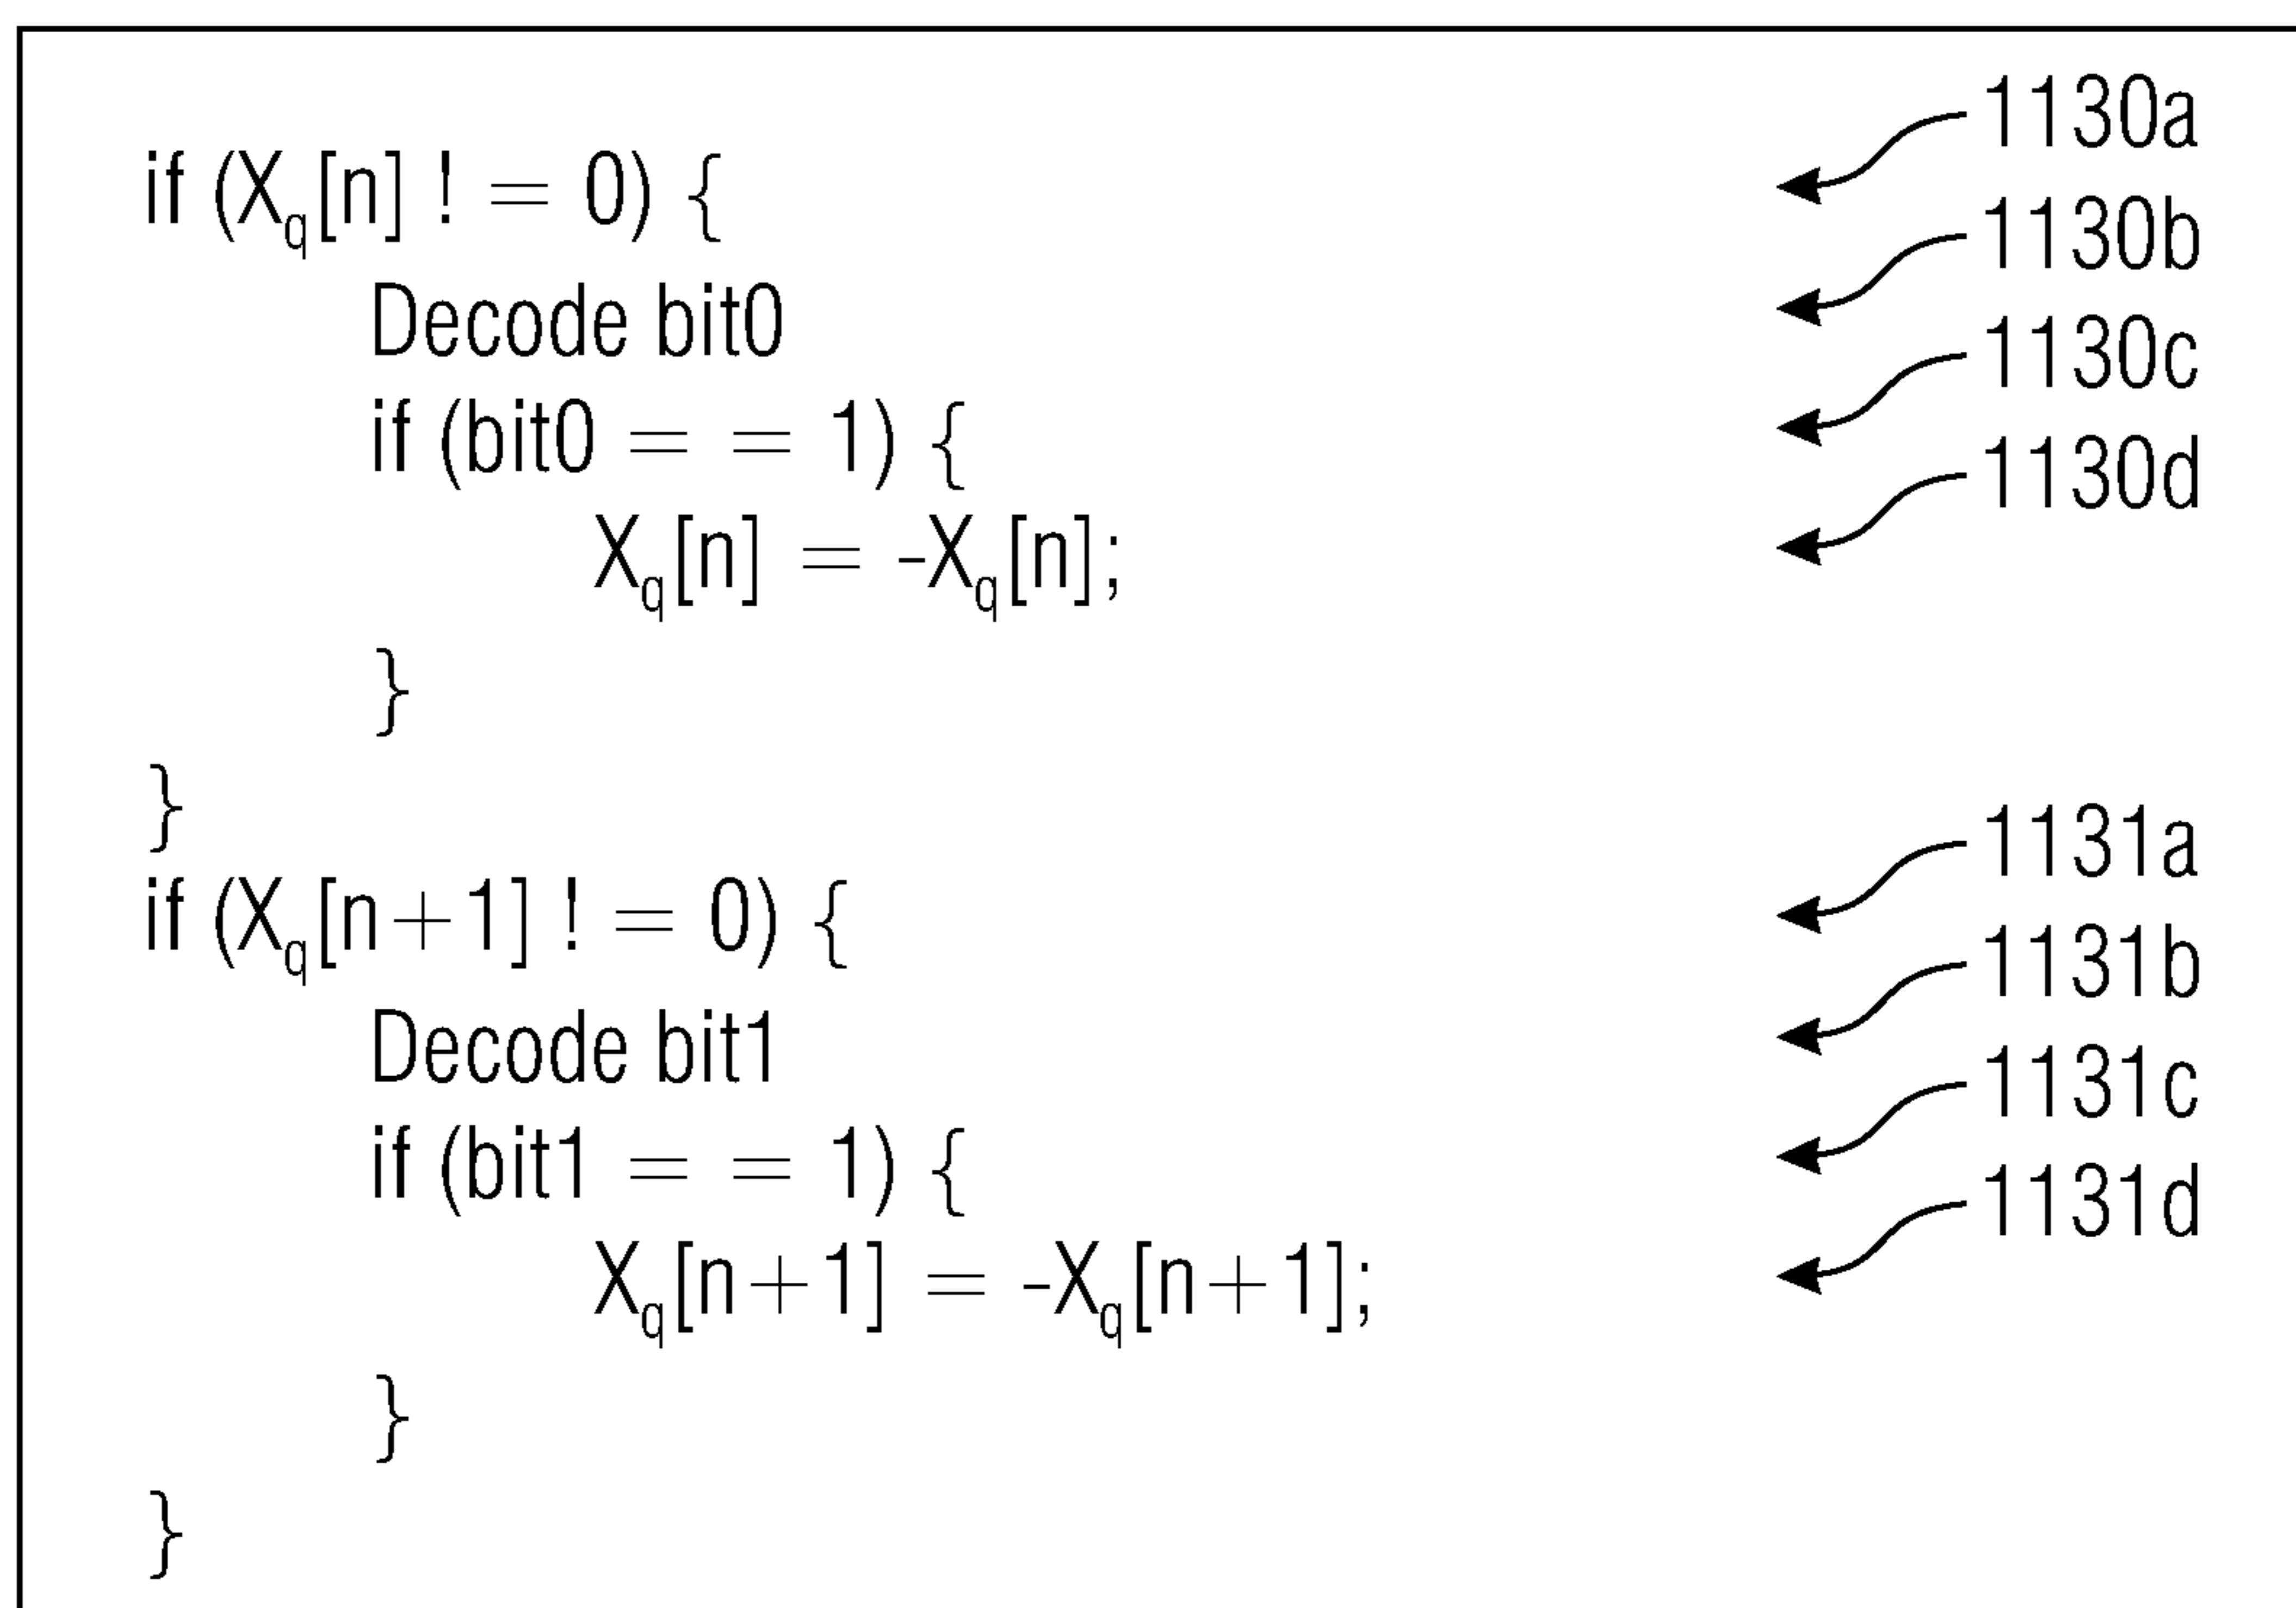 if (Xq[n] ! = 0) { 1130a
Decode bit0 1130b
if (bit0 = = 1) { 1130c
Xq[n] = -Xq[n]; 1130d
}
}
if (Xq[n+1] ! = 0) { 1131a
Decode bit1 1131b
if (bit1 = = 1) { 1131c
Xq[n+1] = -Xq[n+1]; 1131d
}
}